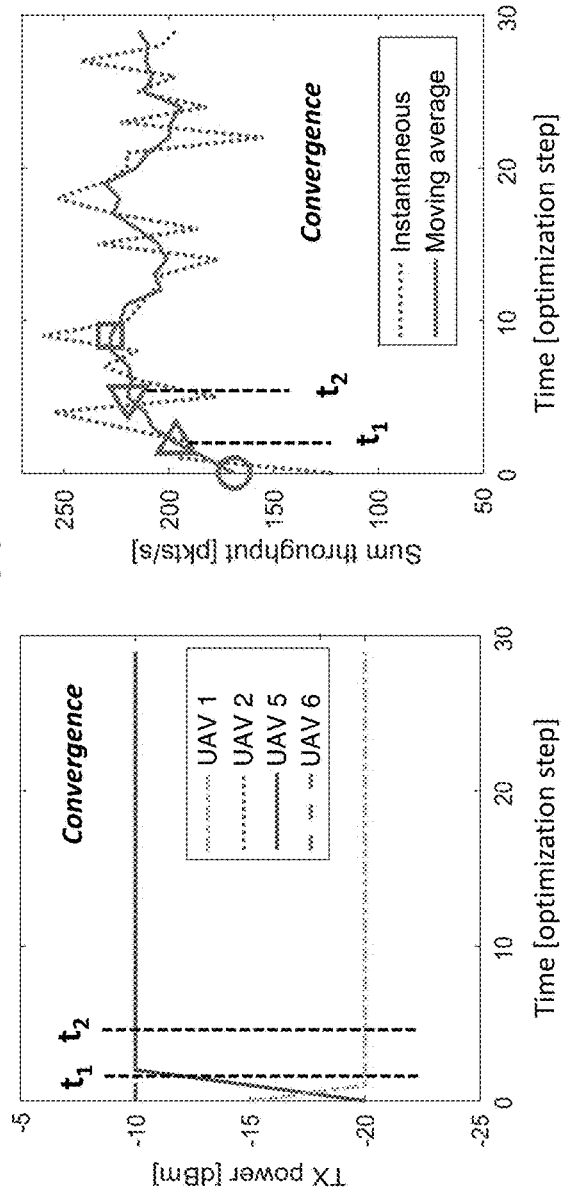 TX power [dBm]
-5
-10
-15
-20
-25
t₁
t₂
Convergence
UAV 1
UAV 2
UAV 5
UAV 6
0
10
20
30
Time [optimization step]
Sum throughput [pkts/s]
250
200
150
100
50
Convergence
t₁
t₂
Instantaneous
Moving average
0
10
20
30
Time [optimization step]